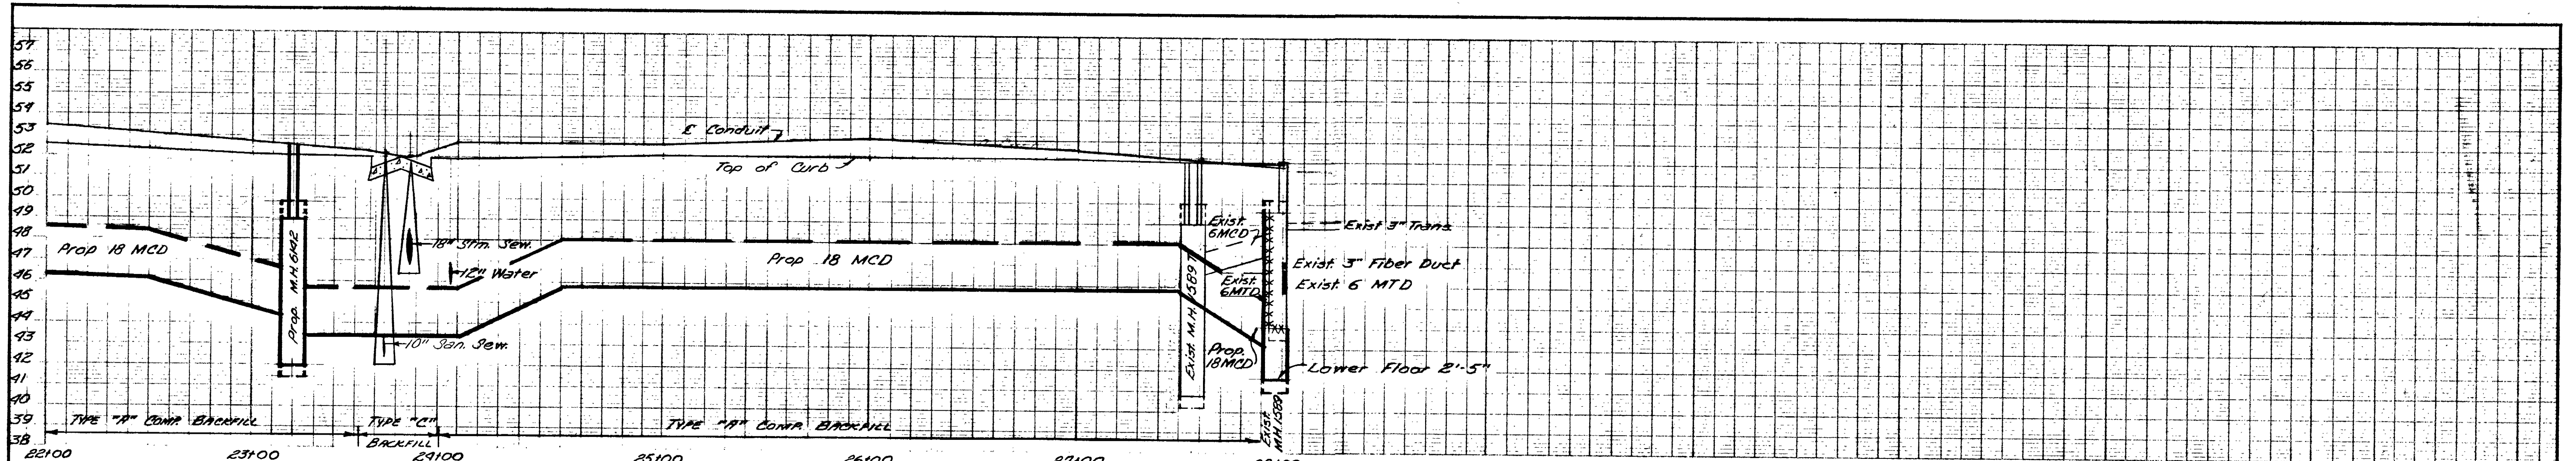 57
56
55
54
53
52
51
50
49
48
47
46
45
44
43
42
41
40
39
38
℄ Conduit
Top of Curb
Prop 18 MCD
Prop. M.H. 6142
18" Stm. Sew.
12" Water
10" San. Sew.
Prop 18 MCD
Exist. M.H. 1589T
Exist. 6MCD
Exist. 6MTD
Prop. 18MCD
Exist 3" Trans
Exist. 3" Fiber Duct
Exist. 6 MTD
Lower Floor 2'-5"
Exist. M.H. 1589
TYPE "A" COMP. BACKFILL
TYPE "C"
BACKFILL
TYPE "A" COMP. BACKFILL
22+00
23+00
24+00
25+00
26+00
27+00